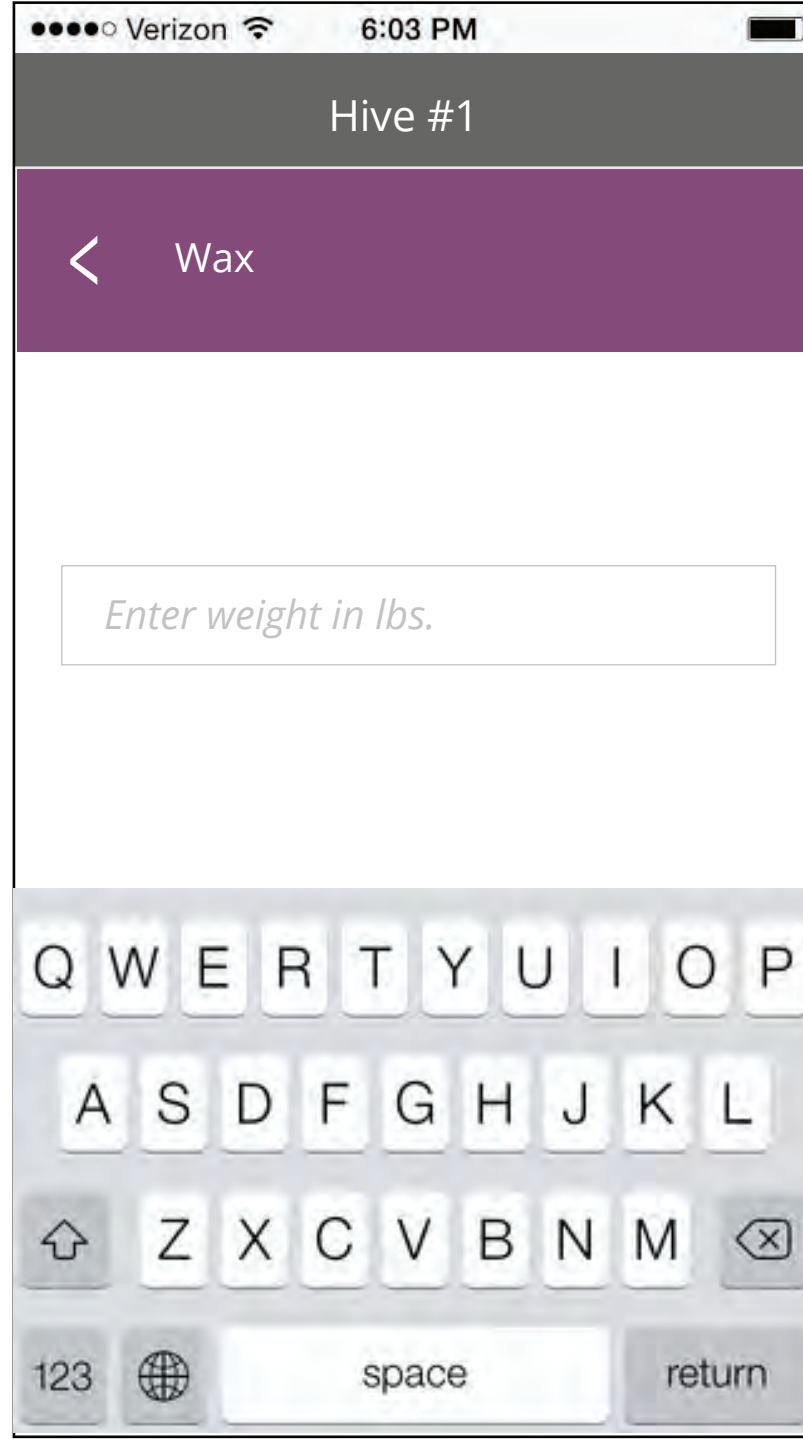 Verizon 6:03 PM
Hive #1
Wax
Enter weight in lbs.
Q W E R T Y U I O P
A S D F G H J K L
Z X C V B N M
123 space return